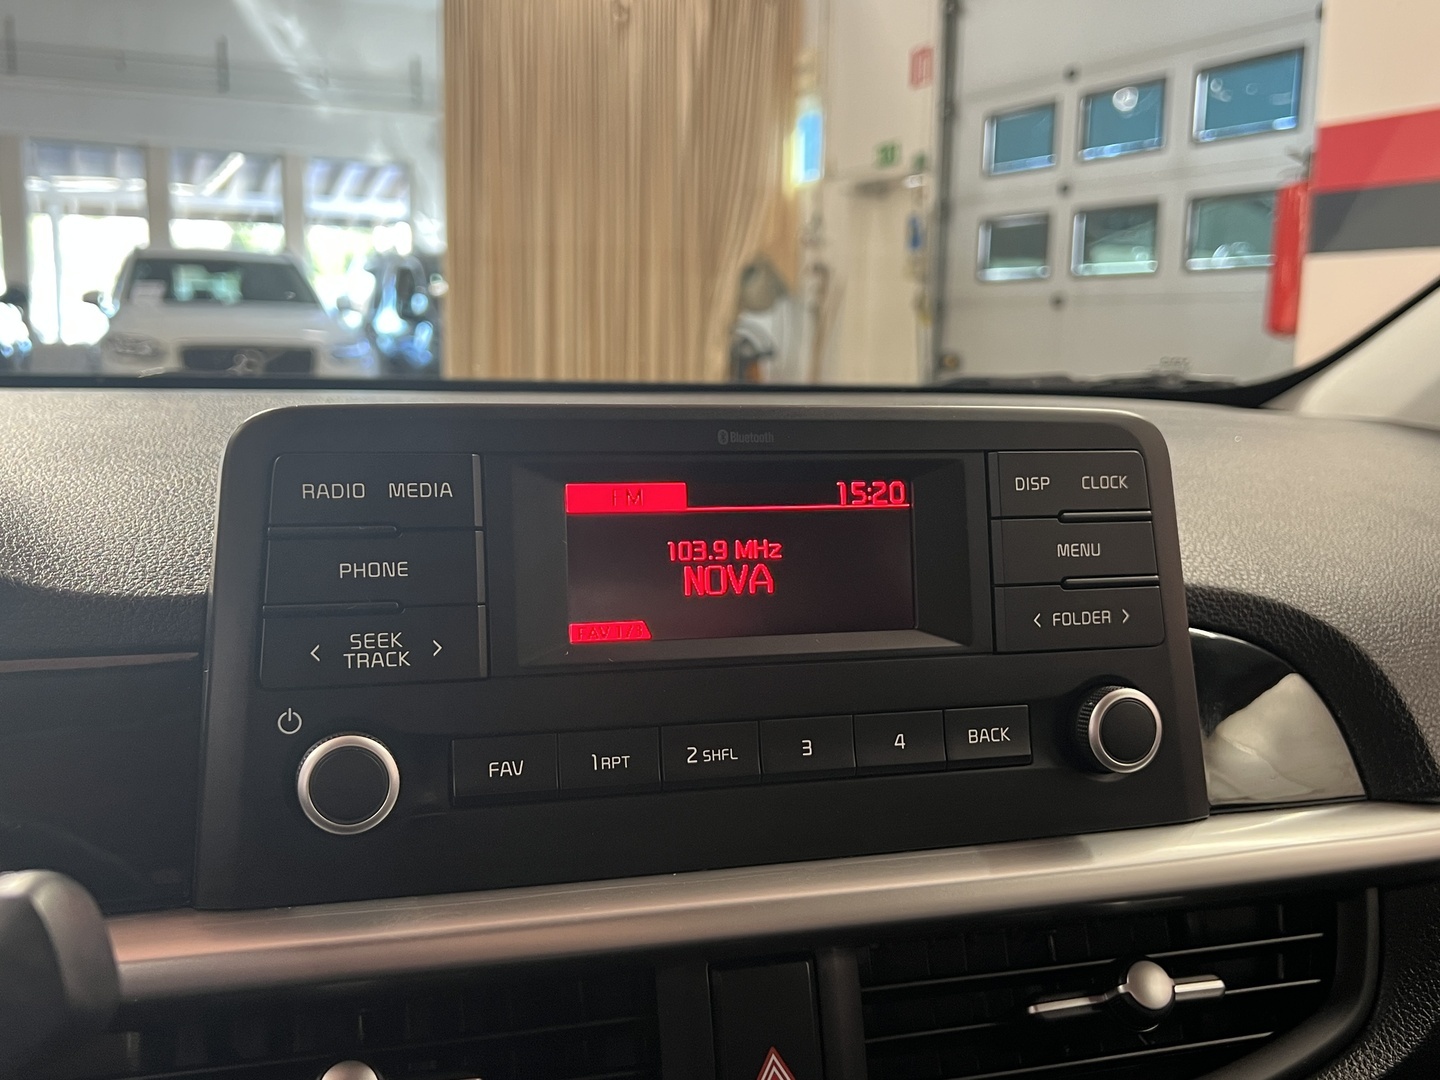 Bluetooth
RADIO MEDIA
PHONE
SEEK
TRACK
FM 15:20
103.9 MHz
NOVA
FAV 1/3
DISP CLOCK
MENU
< FOLDER >
FAV
1 RPT
2 SHFL
3
4
BACK